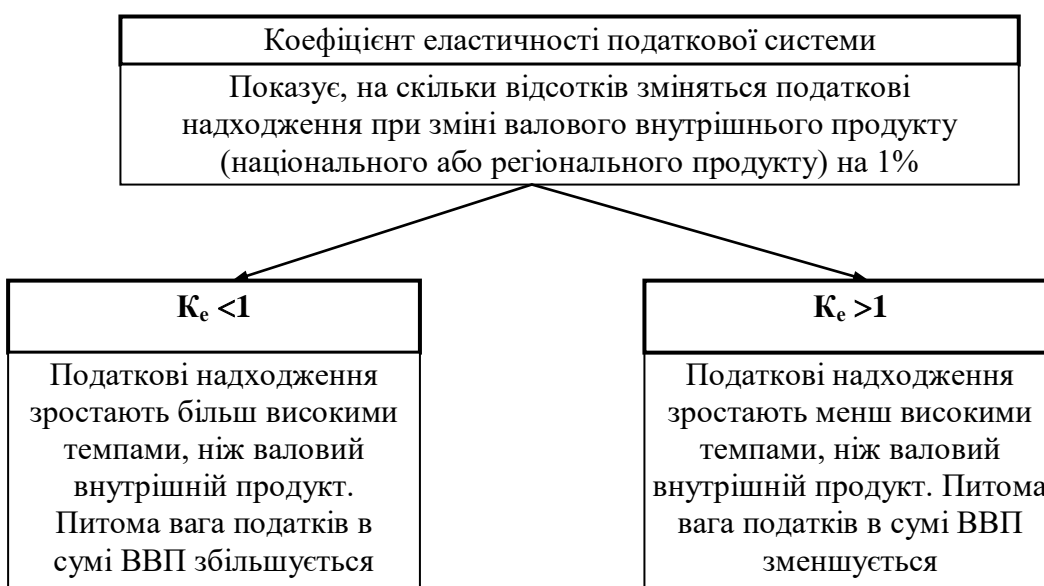 Коефіцієнт еластичності податкової системи
Показує, на скільки відсотків зміняться податкові
надходження при зміні валового внутрішнього продукту
(національного або регіонального продукту) на 1%
Kₑ <1
Податкові надходження
зростають більш високими
темпами, ніж валовий
внутрішній продукт.
Питома вага податків в
сумі ВВП збільшується
Kₑ >1
Податкові надходження
зростають менш високими
темпами, ніж валовий
внутрішній продукт. Питома
вага податків в сумі ВВП
зменшується